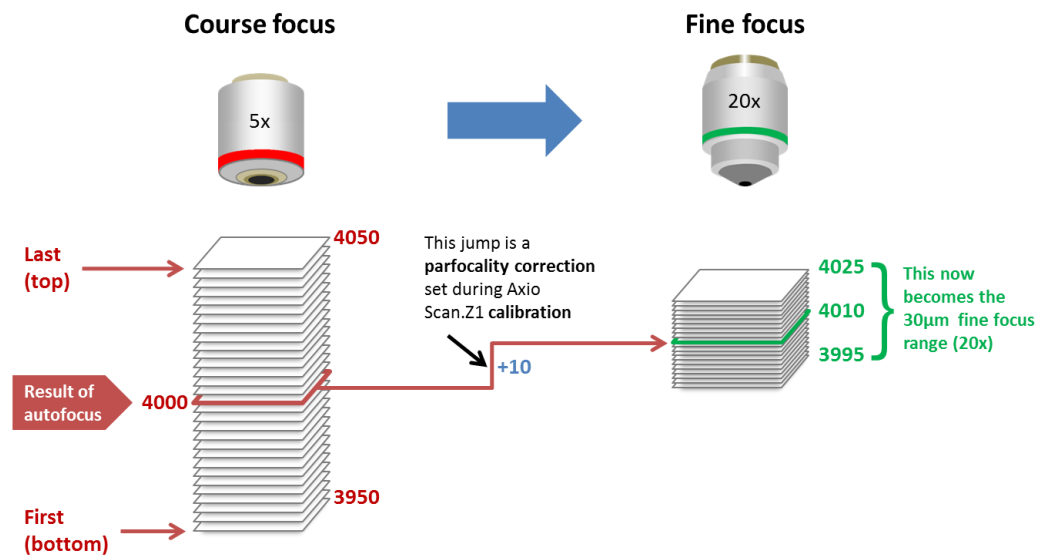 Course focus
Fine focus
5x
20x
Last
(top)
4050
This jump is a
parfocality correction
set during Axio
Scan.Z1 calibration
+10
4025
4010
3995
This now
becomes the
30µm  fine focus
range (20x)
Result of
autofocus
4000
3950
First
(bottom)